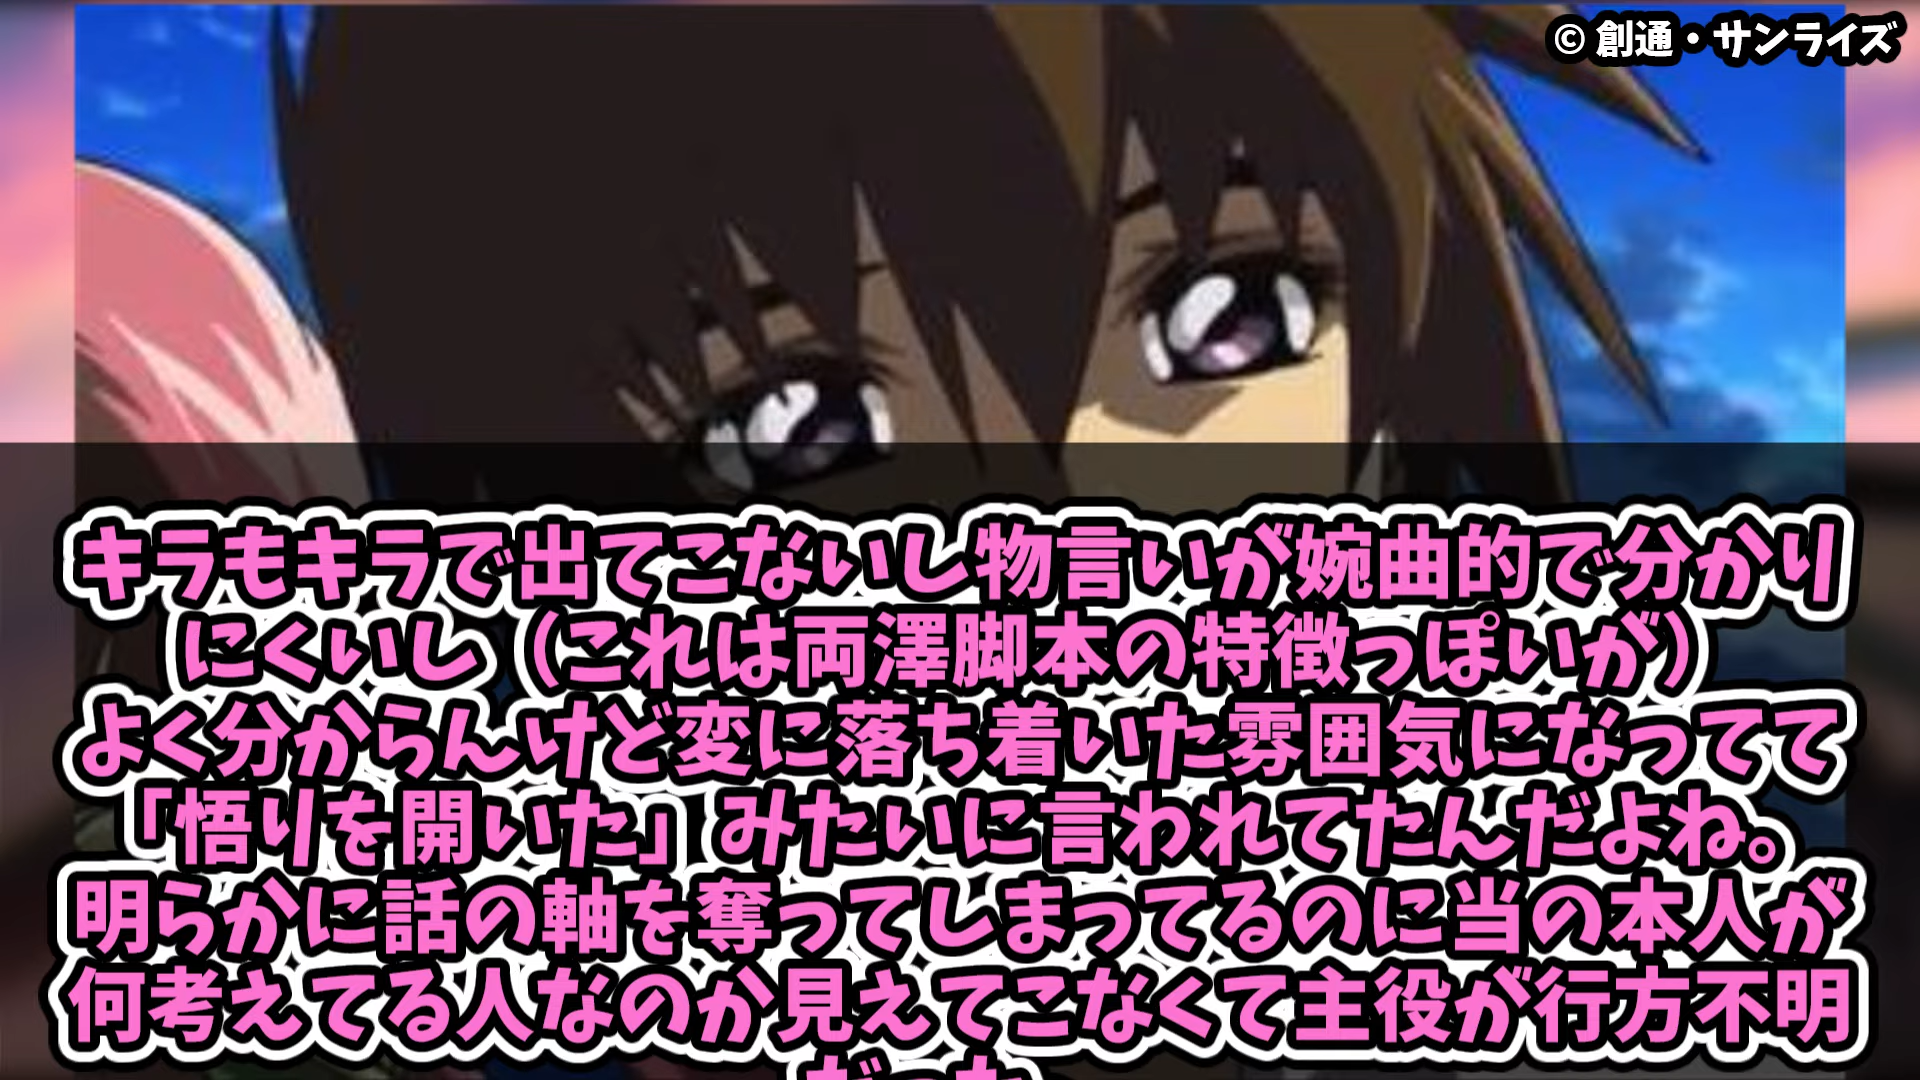 © 創通・サンライズ
キラもキラで出てこないし物言いが婉曲的で分かり
にくいし（これは両澤脚本の特徴っぽいが）
よく分からんけど変に落ち着いた雰囲気になってて
「悟りを開いた」みたいに言われてたんだよね。
明らかに話の軸を奪ってしまってるのに当の本人が
何考えてる人なのか見えてこなくて主役が行方不明
だった